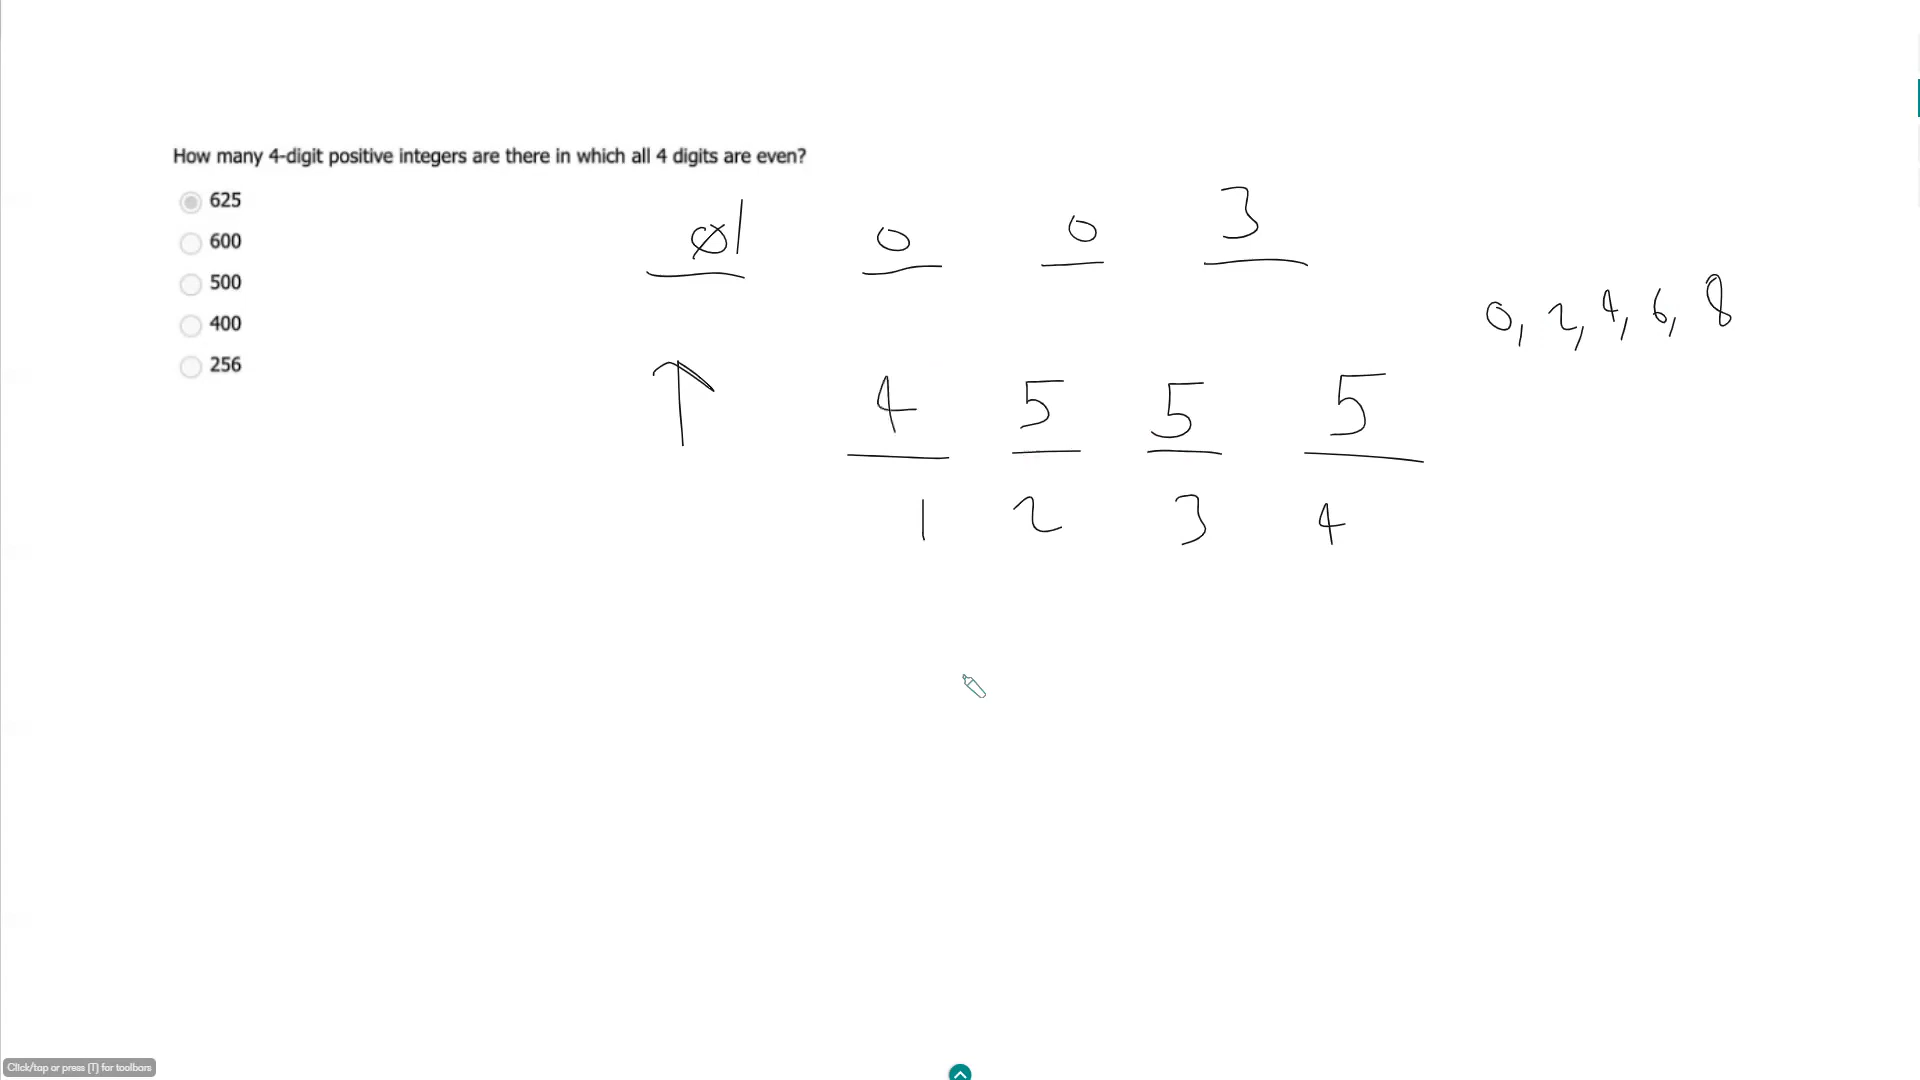 How many 4-digit positive integers are there in which all 4 digits are even?
625
600
500
400
256
0 1 0 0 3
0, 2, 4, 6, 8
4 5 5 5
1 2 3 4
Click/tap or press [T] for toolbars